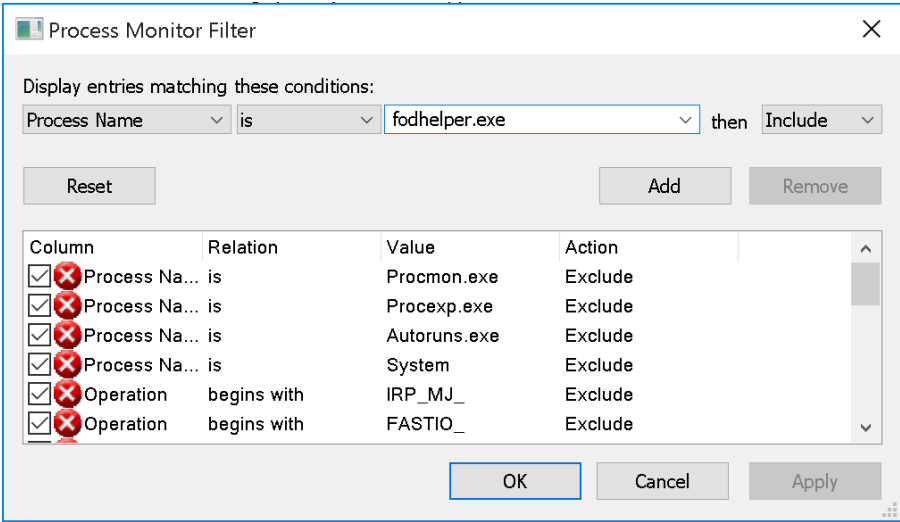 Process Monitor Filter
Display entries matching these conditions:
Process Name is fodhelper.exe then Include
Reset Add Remove
Column Relation Value Action
Process Na... is Procmon.exe Exclude
Process Na... is Procexp.exe Exclude
Process Na... is Autoruns.exe Exclude
Process Na... is System Exclude
Operation begins with IRP_MJ_ Exclude
Operation begins with FASTIO_ Exclude
OK Cancel Apply